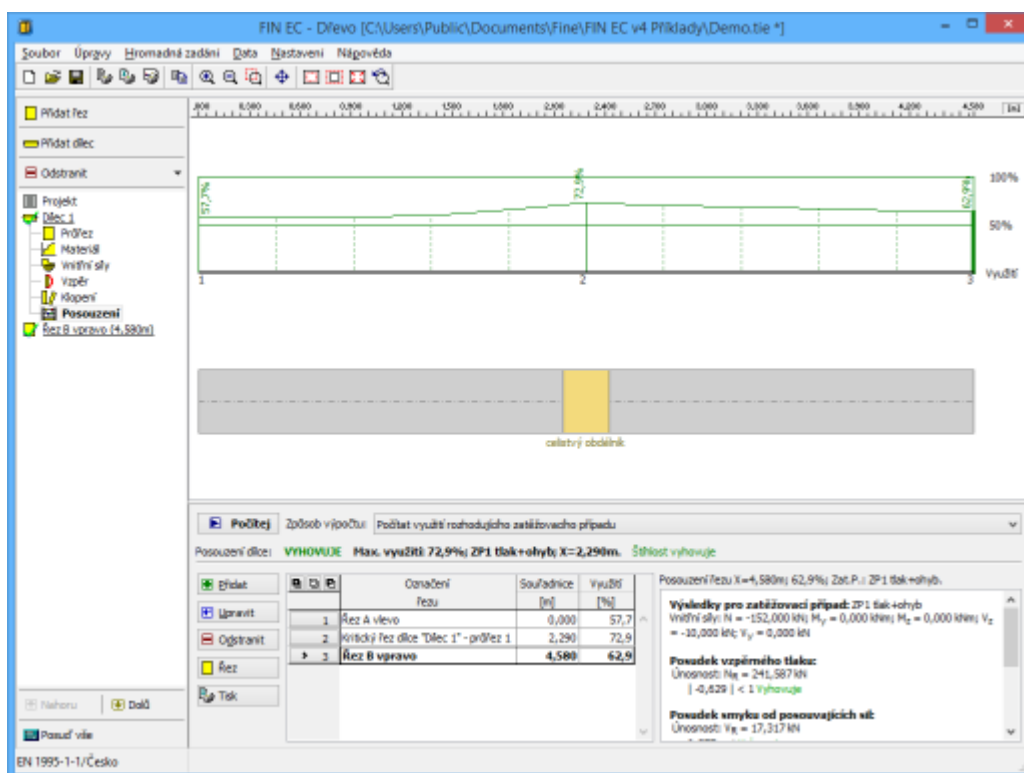 FIN EC - Dřevo [C:\Users\Public\Documents\Fine\FIN EC v4 Příklady\Demo.tie *]
Soubor Úpravy Hromadná zadání Data Nastavení Nápověda
Přidat řez
Přidat dílec
Odstranit
Projekt
Dílec 1
Průřez
Materiál
Vnitřní síly
Vzpěr
Klopení
Posouzení
Řez B vpravo (4,580m)
Nahoru Dolů
Posuď vše
EN 1995-1-1/Česko
[m]
57,7% 72,9% 62,9%
100%
50%
Využití
1 2 3
celistvý obdélník
Počítej Způsob výpočtu: Počítat využití rozhodujícího zatěžovacího případu
Posouzení dílce: VYHOVUJE Max. využití: 72,9%; ZP1 tlak+ohyb; X=2,290m. Štíhlost vyhovuje
Přidat
Upravit
Odstranit
Řez
Tisk
Označení Souřadnice Využití
řezu [m] [%]
1 Řez A vlevo 0,000 57,7
2 Kritický řez dílce "Dílec 1" - průřez 1 2,290 72,9
3 Řez B vpravo 4,580 62,9
Posouzení řezu X=4,580m; 62,9%; Zat.P.: ZP1 tlak+ohyb.
Výsledky pro zatěžovací případ: ZP1 tlak+ohyb
Vnitřní síly: N = -152,000 kN; My = 0,000 kNm; Mz = 0,000 kNm; Vz
= -10,000 kN; Vy = 0,000 kN
Posudek vzpěrného tlaku:
Únosnost: NR = 241,587 kN
| -0,629 | < 1 Vyhovuje
Posudek smyku od posouvajících sil:
Únosnost: VR = 17,317 kN